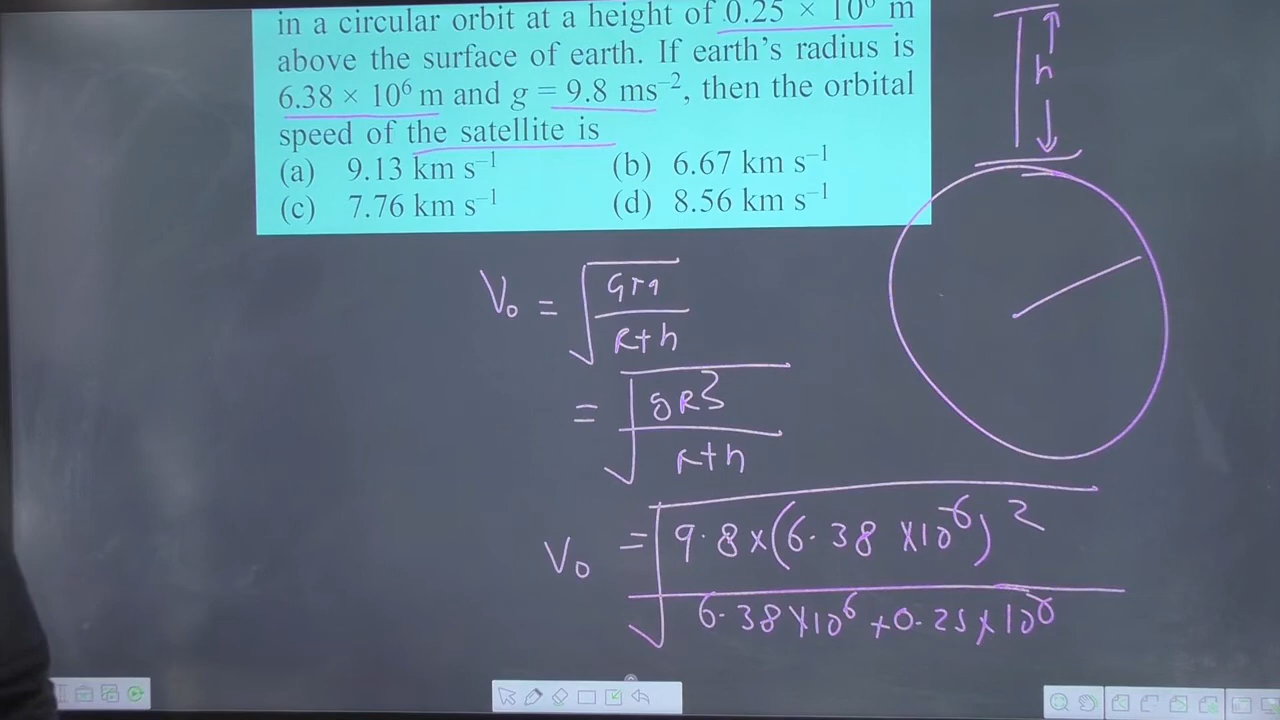 in a circular orbit at a height of 0.25 × 10⁶ m
above the surface of earth. If earth's radius is
6.38 × 10⁶ m and g = 9.8 ms⁻², then the orbital
speed of the satellite is
(a) 9.13 km s⁻¹ (b) 6.67 km s⁻¹
(c) 7.76 km s⁻¹ (d) 8.56 km s⁻¹
h
V₀ = √(GM / R+h)
= √(gR² / R+h)
V₀ = √(9.8×(6.38×10⁶)² / 6.38×10⁶+0.25×10⁶)